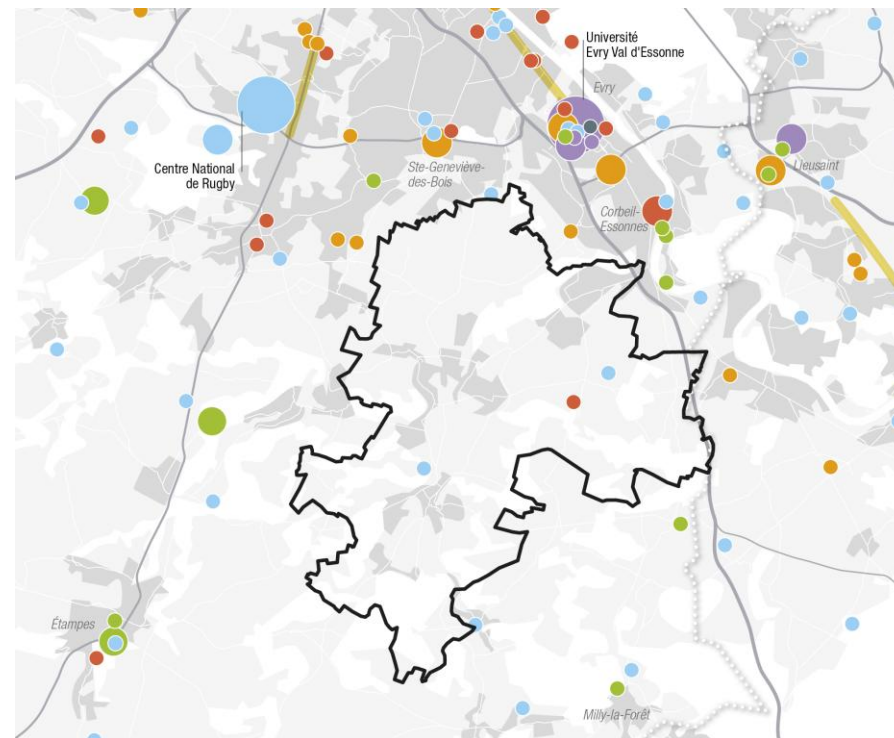 Université
Evry Val d'Essonne
Evry
Centre National
de Rugby
Ste-Geneviève-
des-Bois
Lieusaint
Corbeil-
Essonnes
Étampes
Milly-la-Forêt